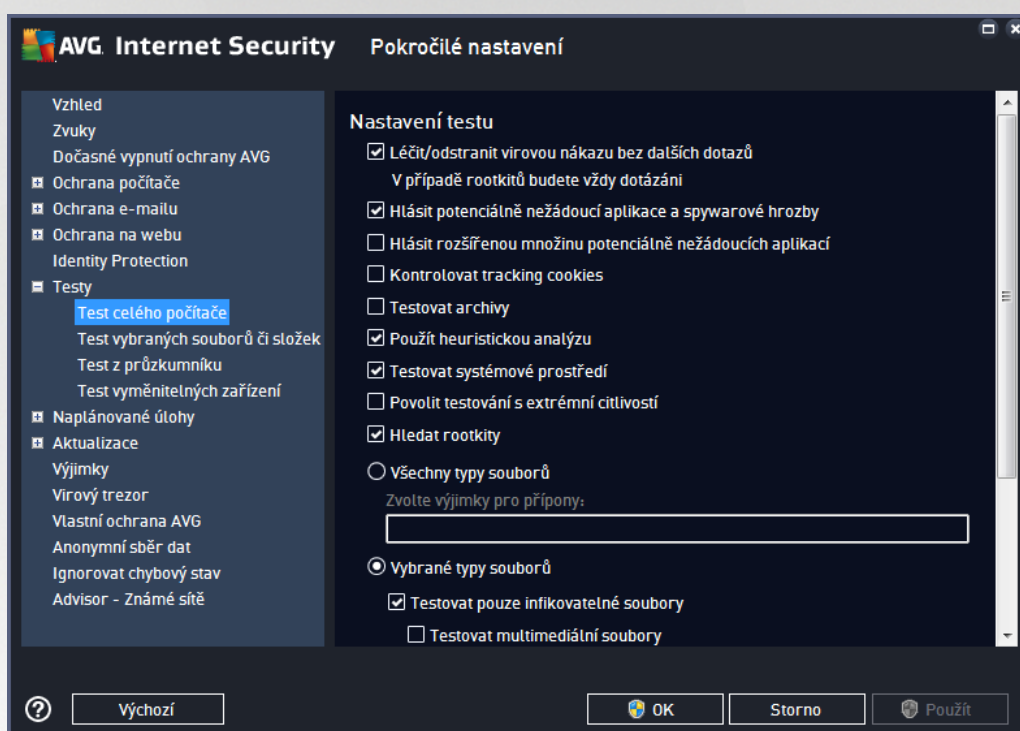 AVG. Internet Security Pokročilé nastavení
Vzhled
Zvuky
Dočasné vypnutí ochrany AVG
Ochrana počítače
Ochrana e-mailu
Ochrana na webu
Identity Protection
Testy
Test celého počítače
Test vybraných souborů či složek
Test z průzkumníku
Test vyměnitelných zařízení
Naplánované úlohy
Aktualizace
Výjimky
Virový trezor
Vlastní ochrana AVG
Anonymní sběr dat
Ignorovat chybový stav
Advisor - Známé sítě
Nastavení testu
Léčit/odstranit virovou nákazu bez dalších dotazů
V případě rootkitů budete vždy dotázáni
Hlásit potenciálně nežádoucí aplikace a spywarové hrozby
Hlásit rozšířenou množinu potenciálně nežádoucích aplikací
Kontrolovat tracking cookies
Testovat archivy
Použít heuristickou analýzu
Testovat systémové prostředí
Povolit testování s extrémní citlivostí
Hledat rootkity
Všechny typy souborů
Zvolte výjimky pro přípony:
Vybrané typy souborů
Testovat pouze infikovatelné soubory
Testovat multimediální soubory
? Výchozí OK Storno Použít